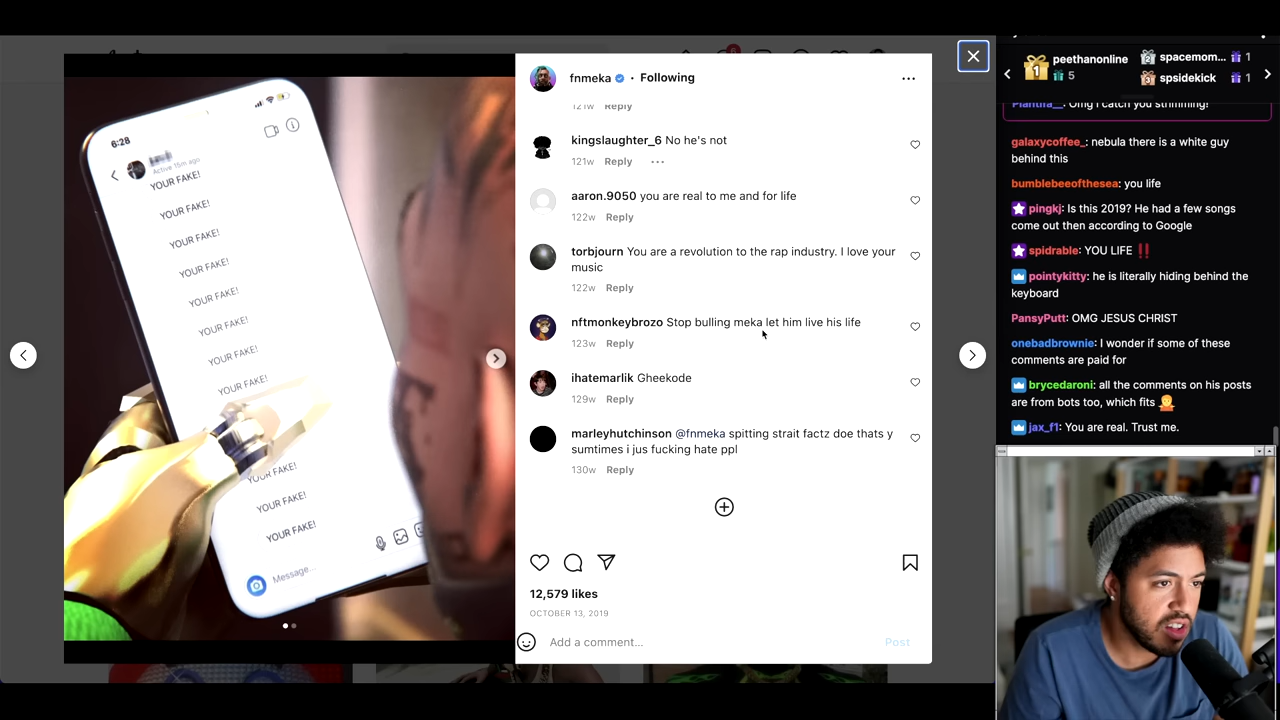 6:28
Active 15m ago
YOUR FAKE!
YOUR FAKE!
YOUR FAKE!
YOUR FAKE!
YOUR FAKE!
YOUR FAKE!
YOUR FAKE!
YOUR FAKE!
YOUR FAKE!
YOUR FAKE!
YOUR FAKE!
Message...
fnmeka • Following
121w Reply
kingslaughter_6 No he's not
121w Reply
aaron.9050 you are real to me and for life
122w Reply
torbjourn You are a revolution to the rap industry. I love your
music
122w Reply
nftmonkeybrozo Stop bulling meka let him live his life
123w Reply
ihatemarlik Gheekode
129w Reply
marleyhutchinson @fnmeka spitting strait factz doe thats y
sumtimes i jus fucking hate ppl
130w Reply
12,579 likes
OCTOBER 13, 2019
Add a comment...
Post
1
peethanonline
5
2
spacemom...
1
3
spsidekick
1
Plantifa__: Omg I catch you strimming!
galaxycoffee_: nebula there is a white guy
behind this
bumblebeeofthesea: you life
pingkj: Is this 2019? He had a few songs
come out then according to Google
spidrable: YOU LIFE ‼️
pointykitty: he is literally hiding behind the
keyboard
PansyPutt: OMG JESUS CHRIST
onebadbrownie: I wonder if some of these
comments are paid for
brycedaroni: all the comments on his posts
are from bots too, which fits
jax_f1: You are real. Trust me.